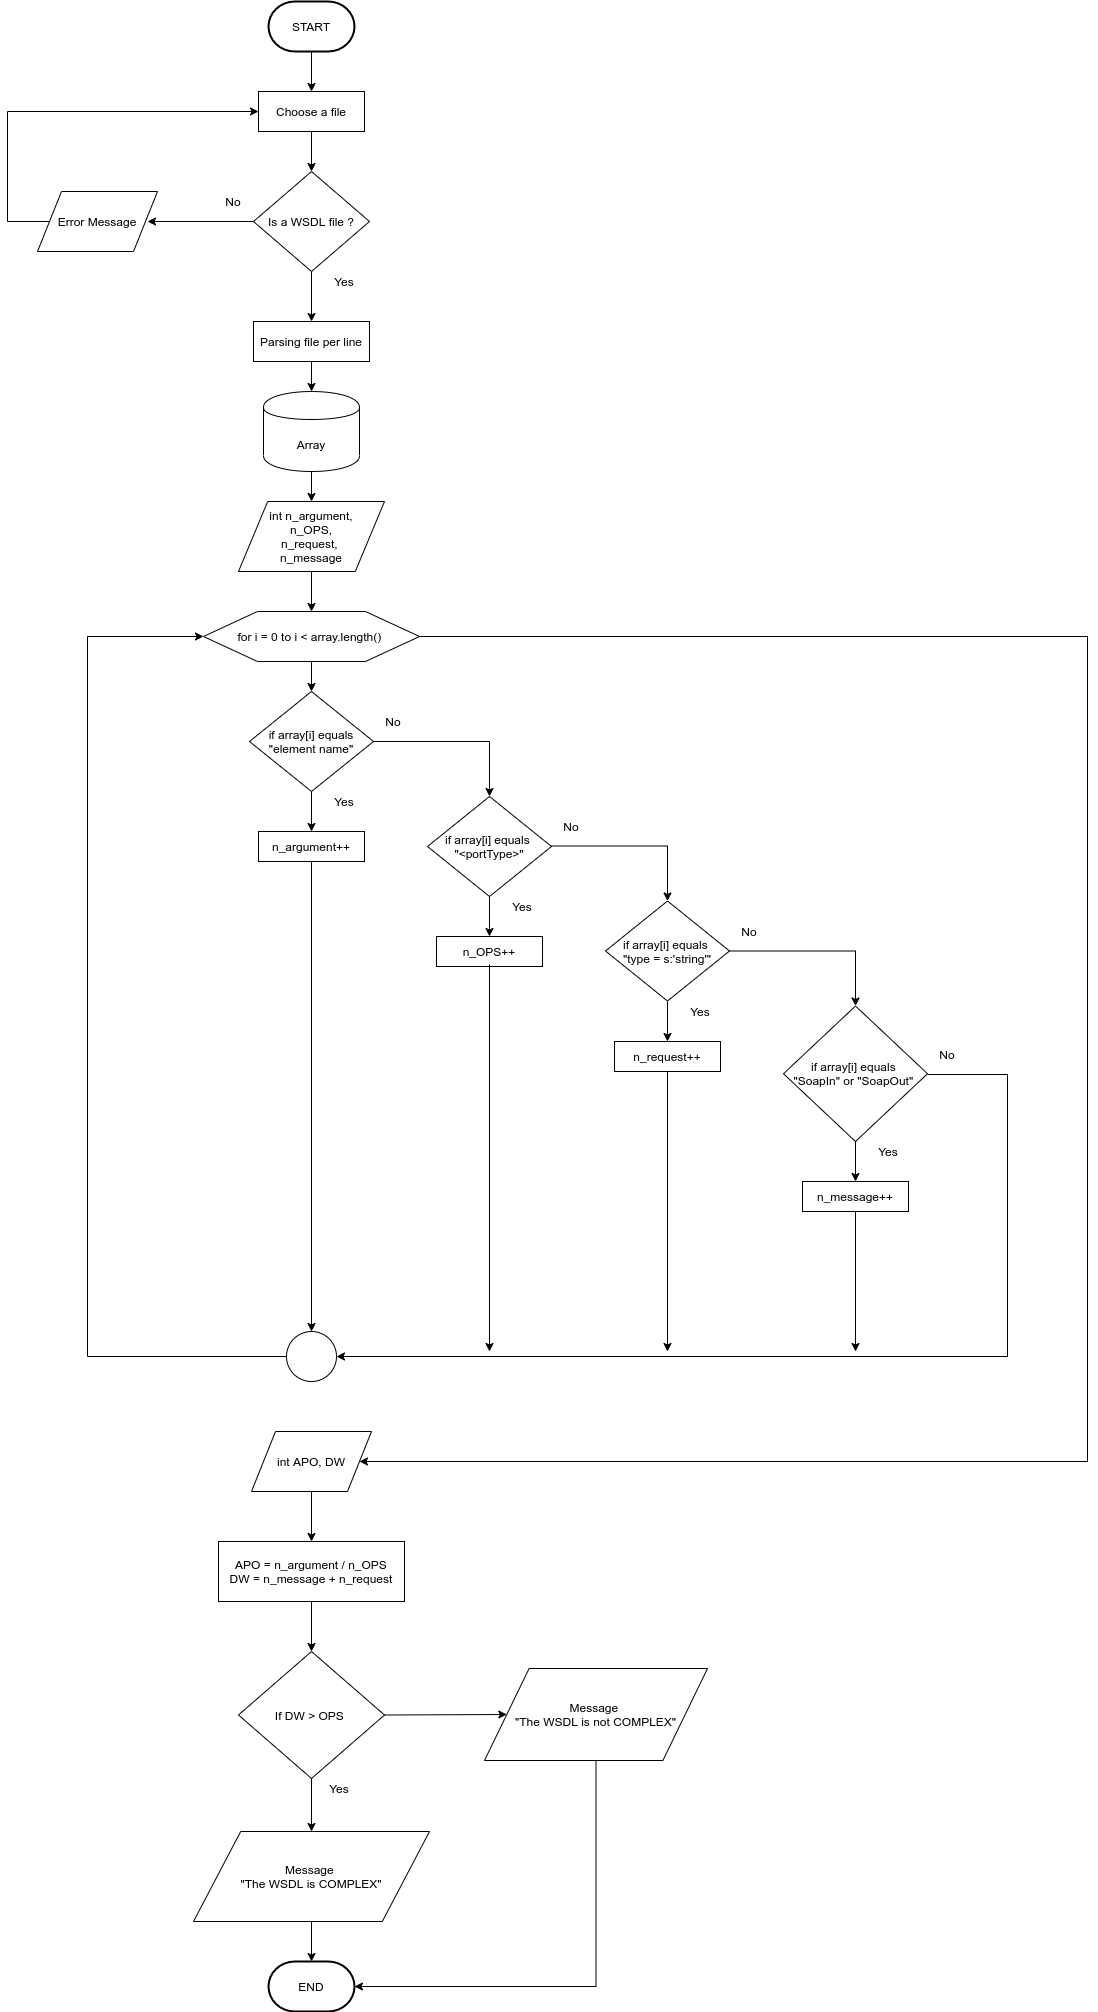 START
Choose a file
No
Error Message
Is a WSDL file ?
Yes
Parsing file per line
Array
int n_argument,
n_OPS,
n_request,
n_message
for i = 0 to i < array.length()
No
if array[i] equals
"element name"
Yes
n_argument++
No
if array[i] equals
"<portType>"
Yes
n_OPS++
No
if array[i] equals
"type = s:'string'"
Yes
n_request++
No
if array[i] equals
"SoapIn" or "SoapOut"
Yes
n_message++
int APO, DW
APO = n_argument / n_OPS
DW = n_message + n_request
If DW > OPS
Message
"The WSDL is not COMPLEX"
Yes
Message
"The WSDL is COMPLEX"
END